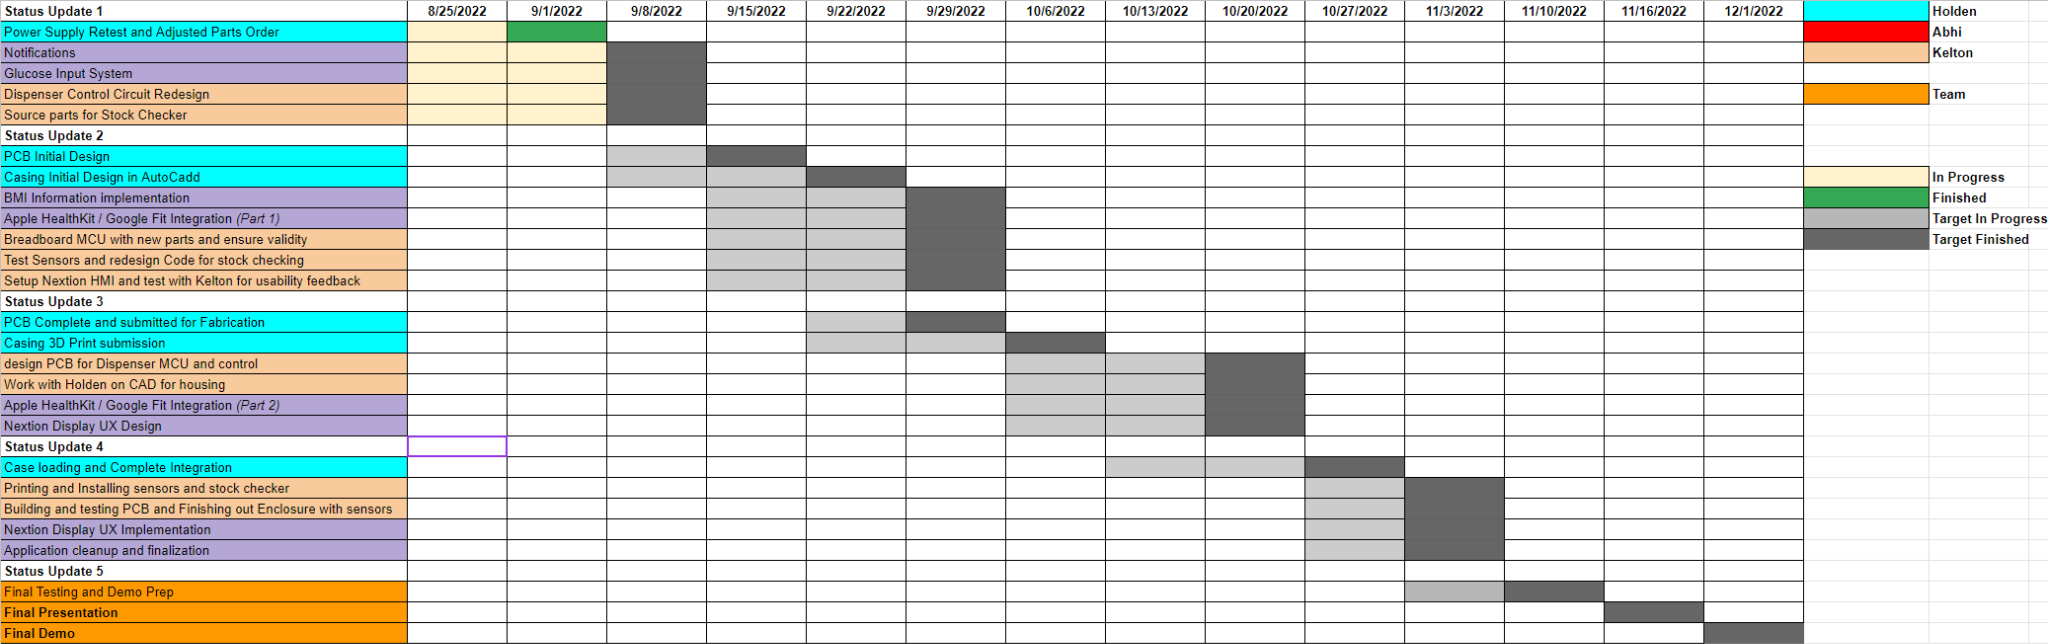 Status Update 1 8/25/2022 9/1/2022 9/8/2022 9/15/2022 9/22/2022 9/29/2022 10/6/2022 10/13/2022 10/20/2022 10/27/2022 11/3/2022 11/10/2022 11/16/2022 12/1/2022 Holden
Power Supply Retest and Adjusted Parts Order Abhi
Notifications Kelton
Glucose Input System
Dispenser Control Circuit Redesign Team
Source parts for Stock Checker
Status Update 2
PCB Initial Design
Casing Initial Design in AutoCadd In Progress
BMI Information implementation Finished
Apple HealthKit / Google Fit Integration (Part 1) Target In Progress
Breadboard MCU with new parts and ensure validity Target Finished
Test Sensors and redesign Code for stock checking
Setup Nextion HMI and test with Kelton for usability feedback
Status Update 3
PCB Complete and submitted for Fabrication
Casing 3D Print submission
design PCB for Dispenser MCU and control
Work with Holden on CAD for housing
Apple HealthKit / Google Fit Integration (Part 2)
Nextion Display UX Design
Status Update 4
Case loading and Complete Integration
Printing and Installing sensors and stock checker
Building and testing PCB and Finishing out Enclosure with sensors
Nextion Display UX Implementation
Application cleanup and finalization
Status Update 5
Final Testing and Demo Prep
Final Presentation
Final Demo